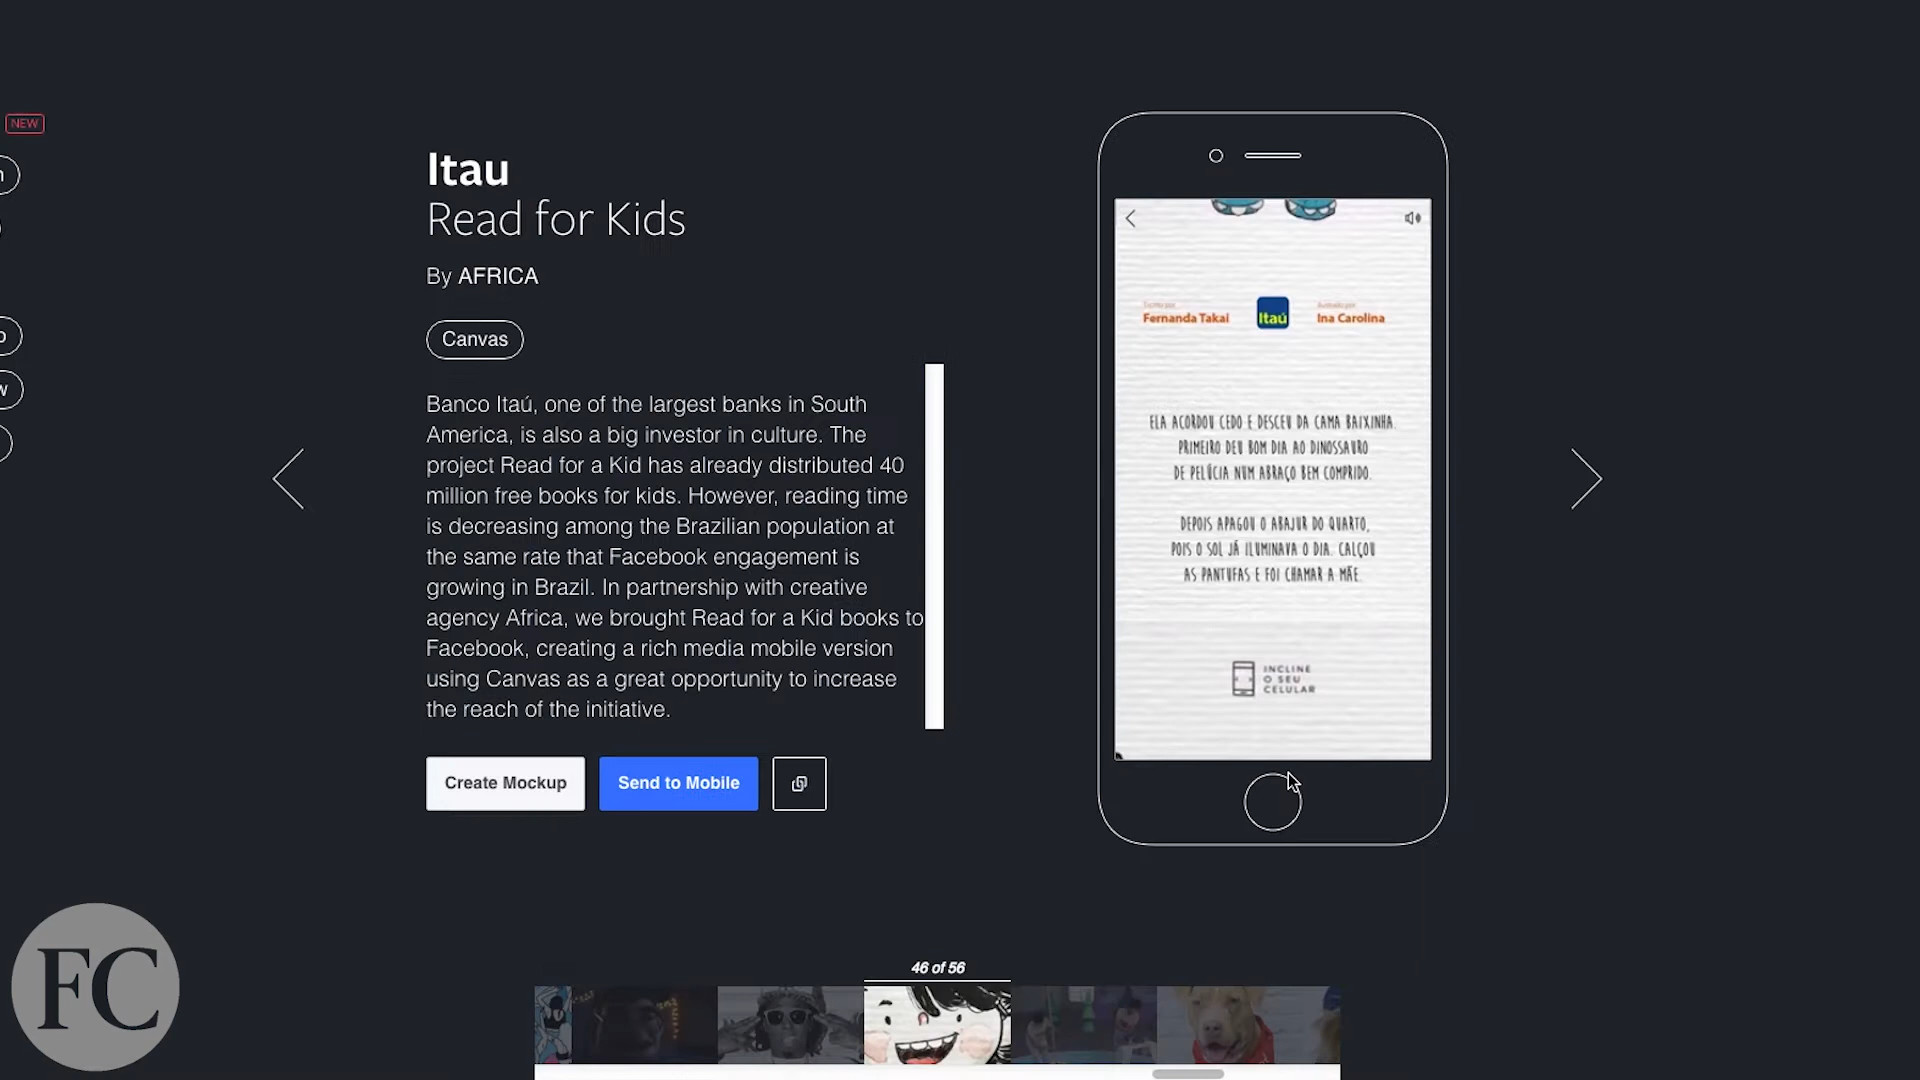 NEW
Itau
Read for Kids
By AFRICA
Canvas
Banco Itaú, one of the largest banks in South
America, is also a big investor in culture. The
project Read for a Kid has already distributed 40
million free books for kids. However, reading time
is decreasing among the Brazilian population at
the same rate that Facebook engagement is
growing in Brazil. In partnership with creative
agency Africa, we brought Read for a Kid books to
Facebook, creating a rich media mobile version
using Canvas as a great opportunity to increase
the reach of the initiative.
Create Mockup
Send to Mobile
Escrito por
Fernanda Takai
Itaú
Ilustrado por
Ina Carolina
ELA ACORDOU CEDO E DESCEU DA CAMA BAIXINHA.
PRIMEIRO DEU BOM DIA AO DINOSSAURO
DE PELÚCIA NUM ABRAÇO BEM COMPRIDO.
DEPOIS APAGOU O ABAJUR DO QUARTO,
POIS O SOL JÁ ILUMINAVA O DIA. CALÇOU
AS PANTUFAS E FOI CHAMAR A MÃE.
INCLINE
O SEU
CELULAR
46 of 56
FC